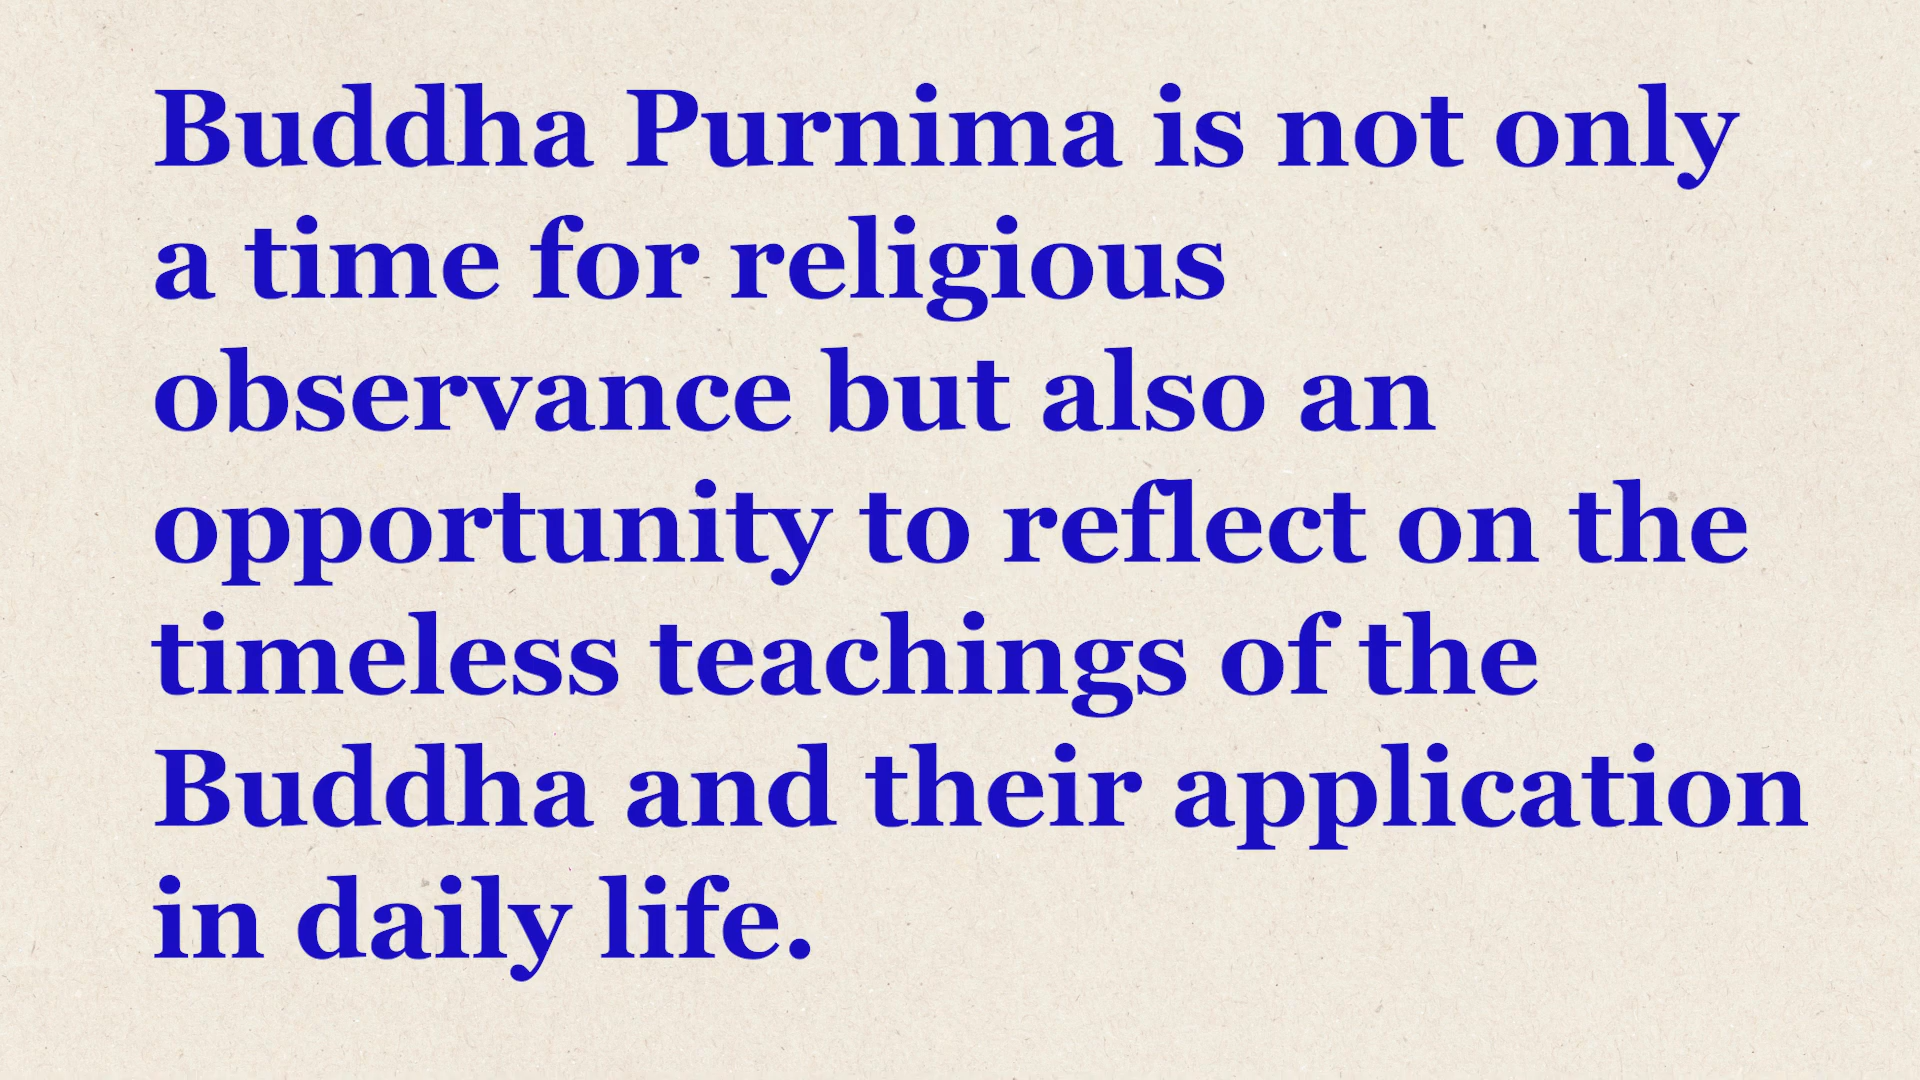 Buddha Purnima is not only
a time for religious
observance but also an
opportunity to reflect on the
timeless teachings of the
Buddha and their application
in daily life.